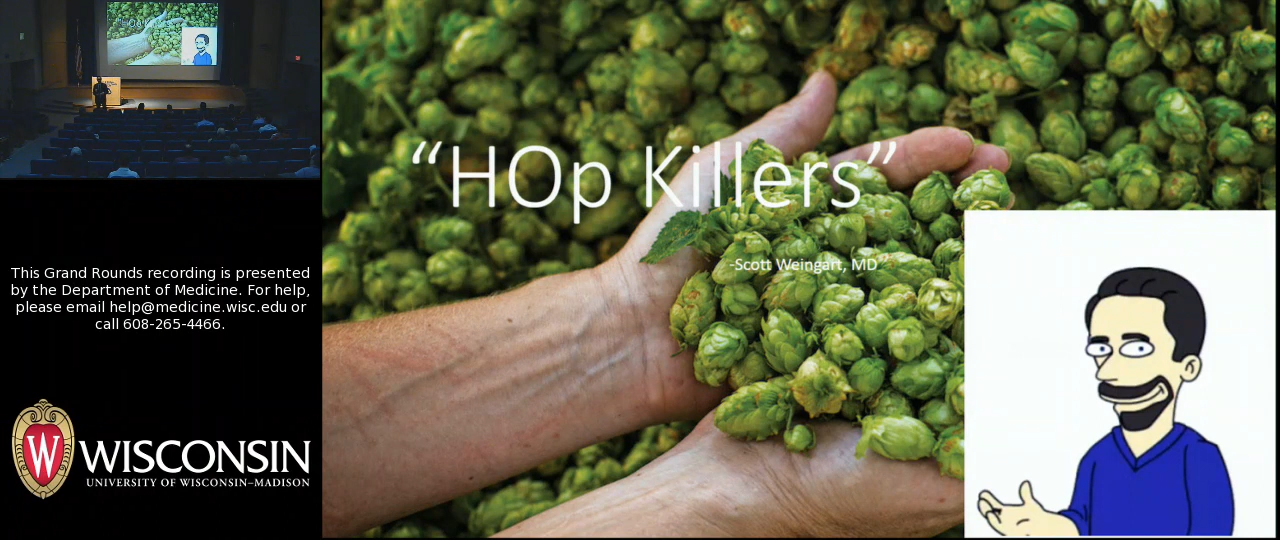 “HOp Killers”
-Scott Weingart, MD
This Grand Rounds recording is presented
by the Department of Medicine. For help,
please email help@medicine.wisc.edu or
call 608-265-4466.
W
WISCONSIN
UNIVERSITY OF WISCONSIN–MADISON